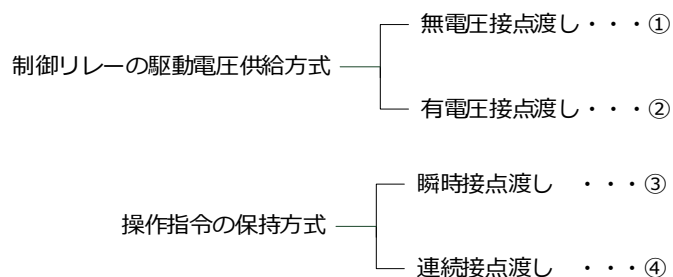 無電圧接点渡し・・・①
制御リレーの駆動電圧供給方式
有電圧接点渡し・・・②
瞬時接点渡し ・・・③
操作指令の保持方式
連続接点渡し ・・・④